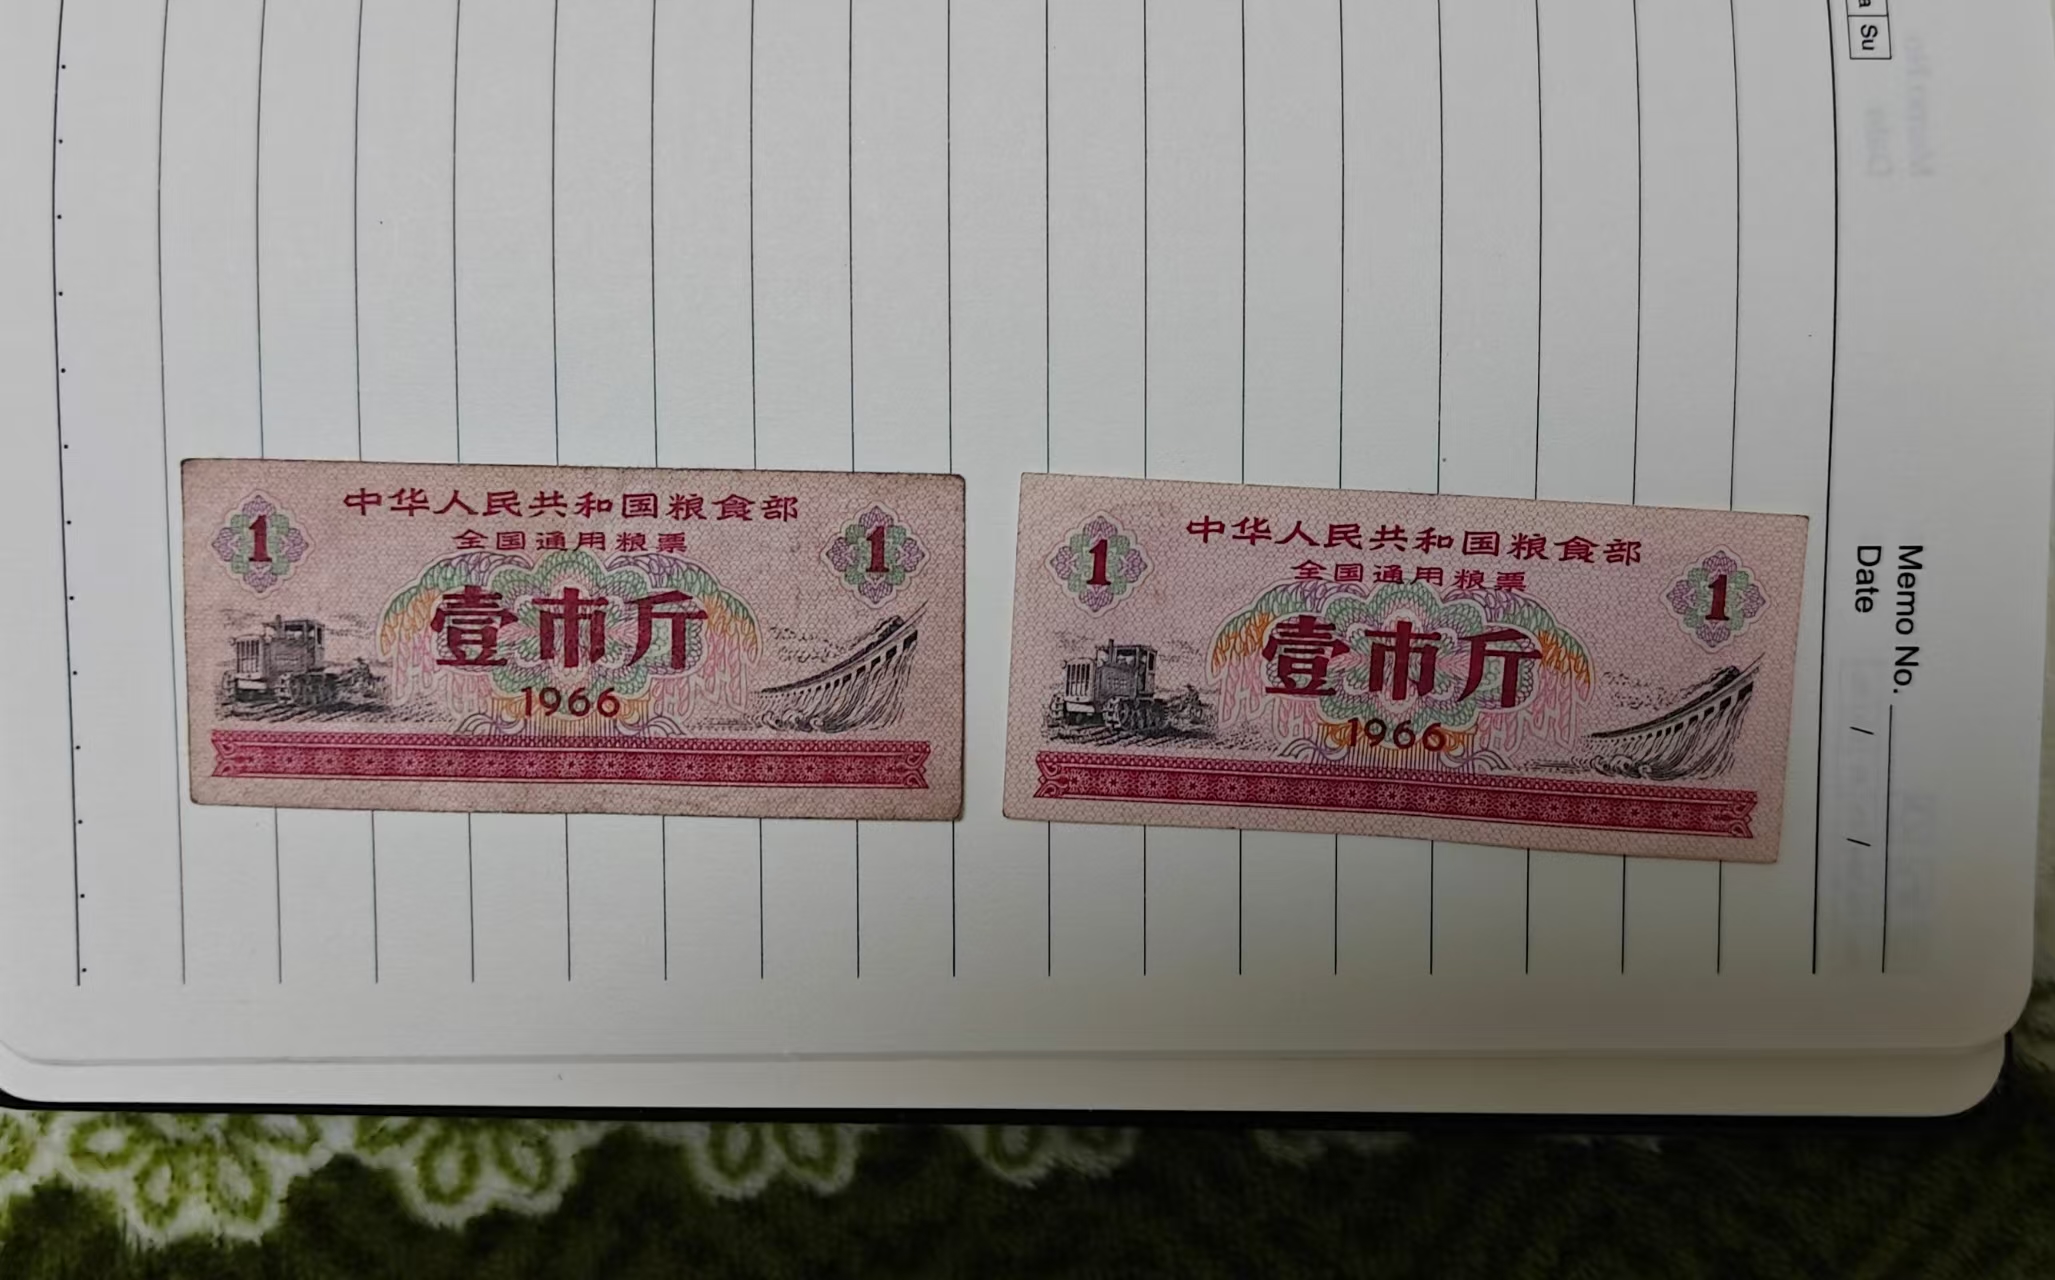 Su
中华人民共和国粮食部
全国通用粮票
1
1
壹市斤
1966
中华人民共和国粮食部
全国通用粮票
1
1
壹市斤
1966
Memo No.
Date / /